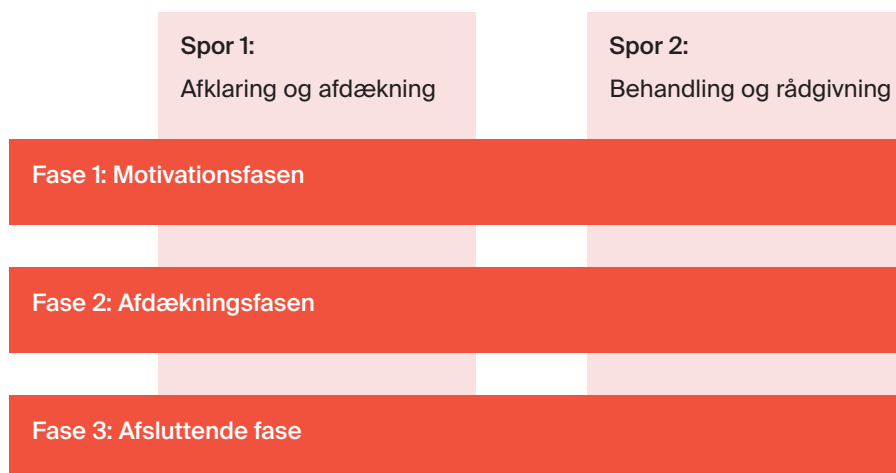 Spor 1:
Afklaring og afdækning
Spor 2:
Behandling og rådgivning
Fase 1: Motivationsfasen
Fase 2: Afdækningsfasen
Fase 3: Afsluttende fase